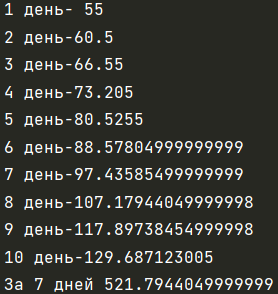 1 день- 55
2 день-60.5
3 день-66.55
4 день-73.205
5 день-80.5255
6 день-88.57804999999999
7 день-97.43585499999999
8 день-107.17944049999998
9 день-117.89738454999998
10 день-129.687123005
За 7 дней 521.7944049999999